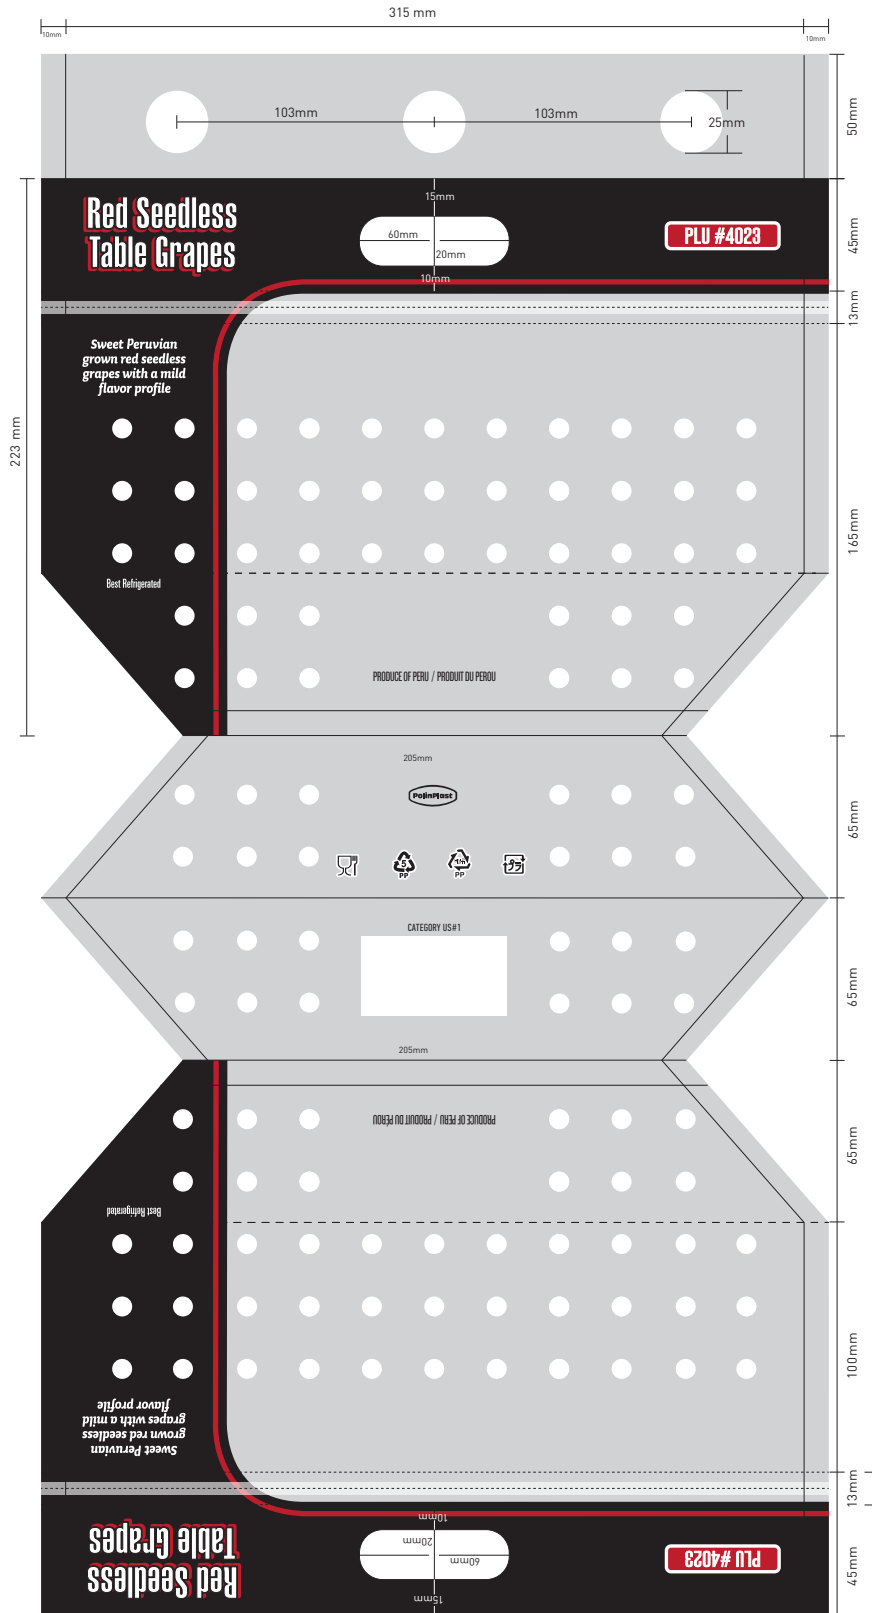 315 mm
10mm
10mm
103mm
103mm
25mm
50mm
Red Seedless
Table Grapes
15mm
60mm
20mm
10mm
PLU #4023
45mm
13mm
Sweet Peruvian
grown red seedless
grapes with a mild
flavor profile
223 mm
165mm
Best Refrigerated
PRODUCE OF PERU / PRODUIT DU PEROU
205mm
PolinPlast
65mm
5
PP
PP
プラ
CATEGORY US#1
65mm
205mm
PRODUCE OF PERU / PRODUIT DU PÉROU
65mm
Best Refrigerated
100mm
Sweet Peruvian
grown red seedless
grapes with a mild
flavor profile
13mm
10mm
20mm
60mm
15mm
Red Seedless
Table Grapes
PLU #4023
45mm